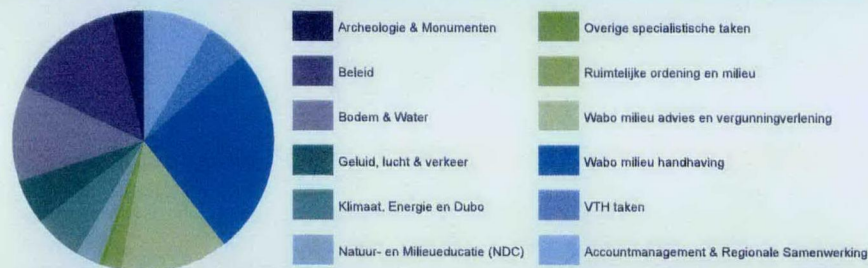 Archeologie & Monumenten
Beleid
Bodem & Water
Geluid, lucht & verkeer
Klimaat, Energie en Dubo
Natuur- en Milieueducatie (NDC)
Overige specialistische taken
Ruimtelijke ordening en milieu
Wabo milieu advies en vergunningverlening
Wabo milieu handhaving
VTH taken
Accountmanagement & Regionale Samenwerking